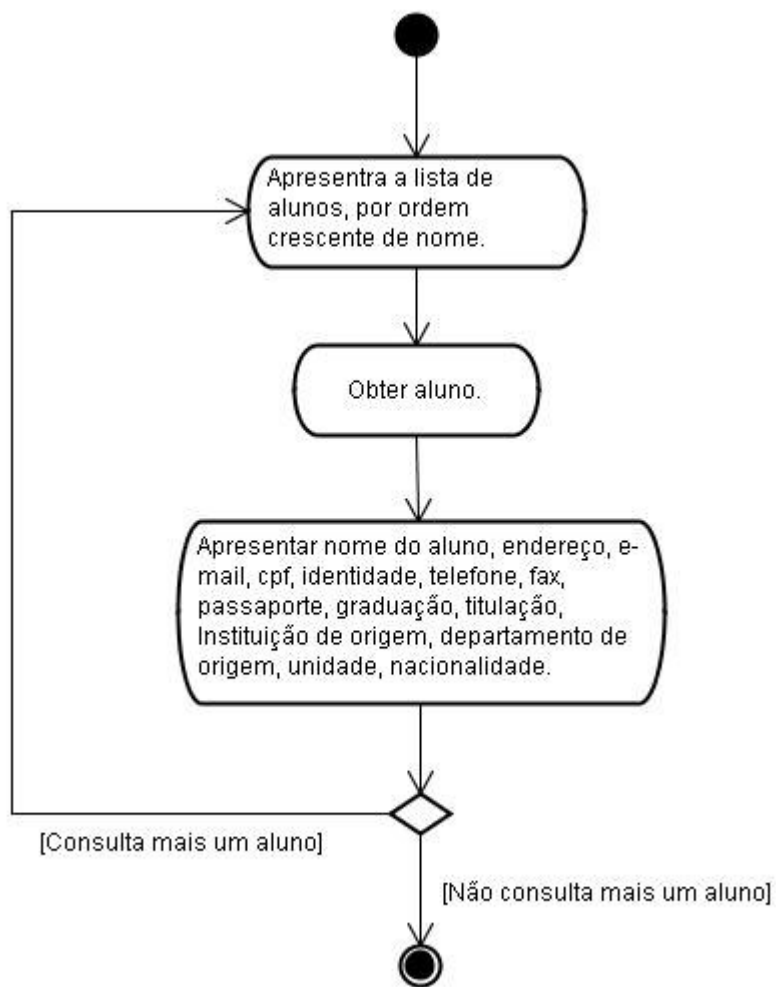 Apresentra a lista de
alunos, por ordem
crescente de nome.
Obter aluno.
Apresentar nome do aluno, endereço, e-
mail, cpf, identidade, telefone, fax,
passaporte, graduação, titulação,
Instituição de origem, departamento de
origem, unidade, nacionalidade.
[Consulta mais um aluno]
[Não consulta mais um aluno]